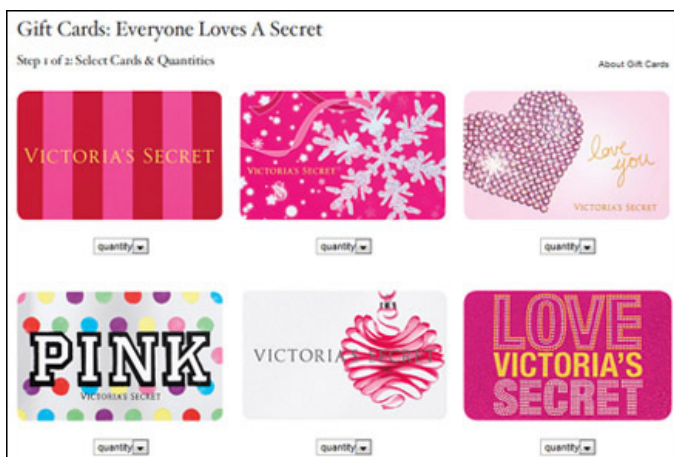 Gift Cards: Everyone Loves A Secret
Step 1 of 2: Select Cards & Quantities
About Gift Cards
VICTORIA'S SECRET
VICTORIA'S SECRET
love
you
VICTORIA'S SECRET
quantity
quantity
quantity
PINK
VICTORIA'S SECRET
VICTORIA'S SECRET
LOVE
VICTORIA'S
SECRET
quantity
quantity
quantity